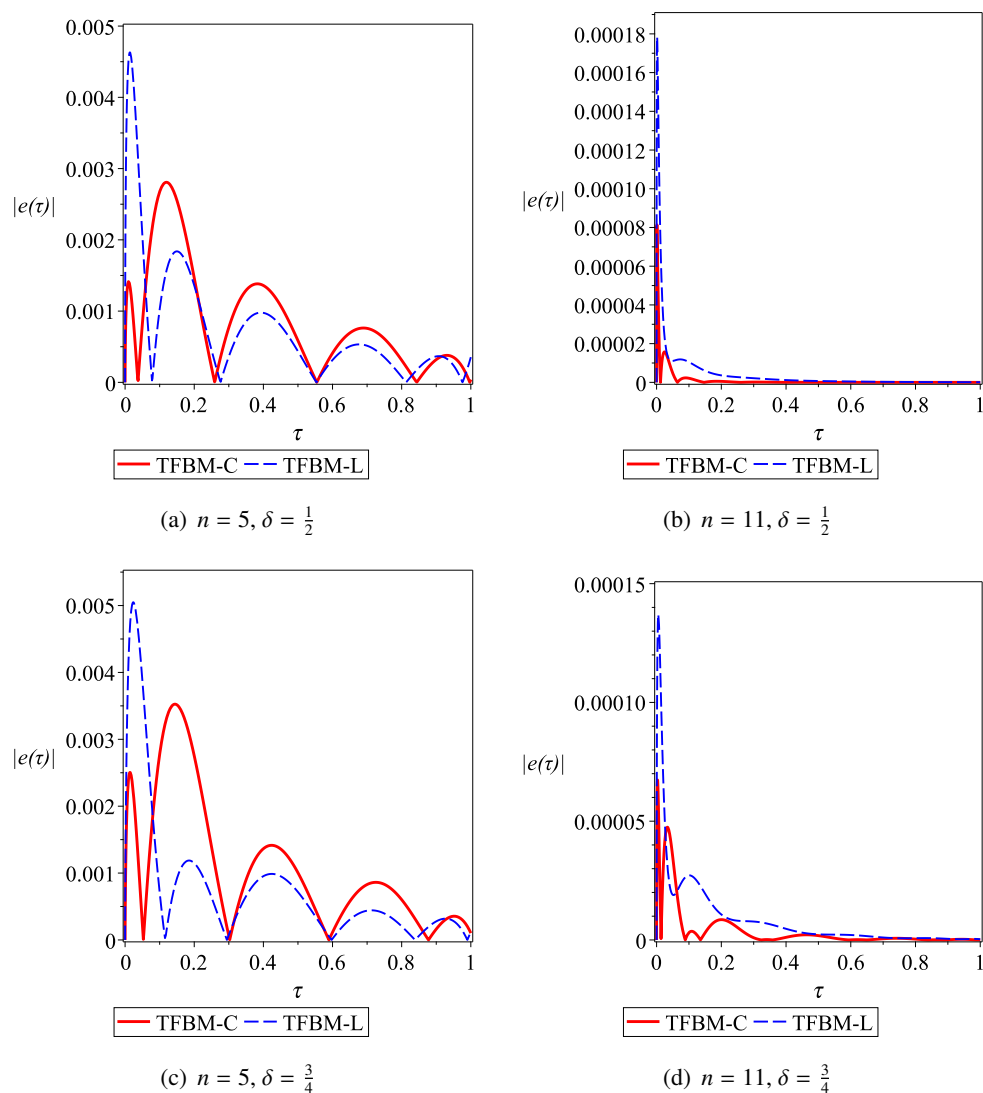 0.005
0.004
0.003
|e(τ)|
0.002
0.001
0
0 0.2 0.4 0.6 0.8 1
τ
TFBM-C TFBM-L
(a) n = 5, δ = 1/2
0.00018
0.00016
0.00014
0.00012
0.00010
|e(τ)|
0.00008
0.00006
0.00004
0.00002
0
0 0.2 0.4 0.6 0.8 1
τ
TFBM-C TFBM-L
(b) n = 11, δ = 1/2
0.005
0.004
0.003
|e(τ)|
0.002
0.001
0
0 0.2 0.4 0.6 0.8 1
τ
TFBM-C TFBM-L
(c) n = 5, δ = 3/4
0.00015
0.00010
|e(τ)|
0.00005
0
0 0.2 0.4 0.6 0.8 1
τ
TFBM-C TFBM-L
(d) n = 11, δ = 3/4